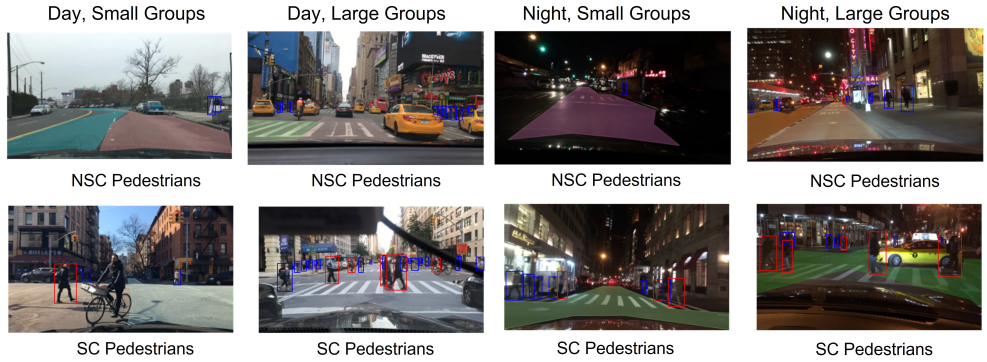 Day, Small Groups
Day, Large Groups
Night, Small Groups
Night, Large Groups
NSC Pedestrians
NSC Pedestrians
NSC Pedestrians
NSC Pedestrians
SC Pedestrians
SC Pedestrians
SC Pedestrians
SC Pedestrians